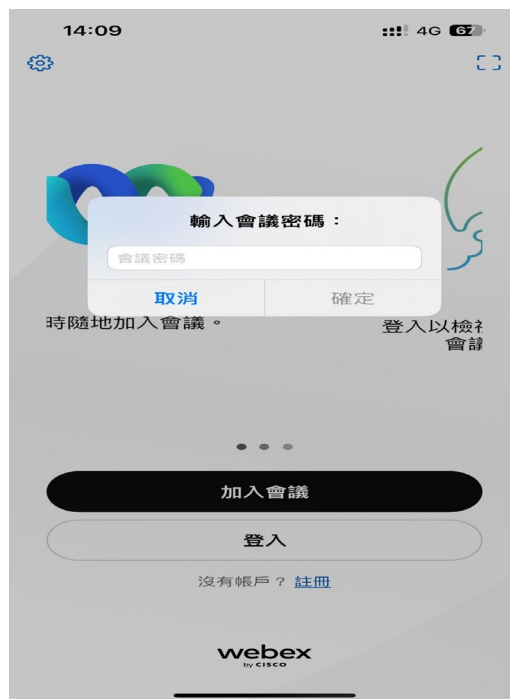 14:09
4G 67
輸入會議密碼：
會議密碼
取消
確定
時隨地加入會議。
登入以檢視
會議
加入會議
登入
沒有帳戶？註冊
webex
by CISCO